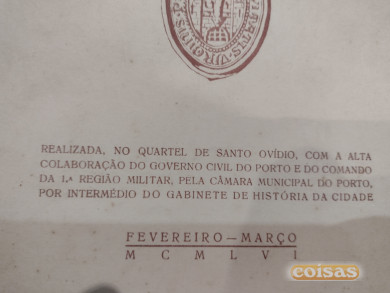 REALIZADA, NO QUARTEL DE SANTO OVÍDIO, COM A ALTA
COLABORAÇÃO DO GOVERNO CIVIL DO PORTO E DO COMANDO
DA 1.ª REGIÃO MILITAR, PELA CÂMARA MUNICIPAL DO PORTO,
POR INTERMÉDIO DO GABINETE DE HISTÓRIA DA CIDADE
FEVEREIRO — MARÇO
MCMLVI
coisas